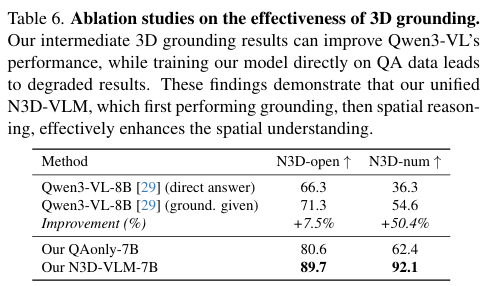 Table 6. Ablation studies on the effectiveness of 3D grounding.
Our intermediate 3D grounding results can improve Qwen3-VL's
performance, while training our model directly on QA data leads
to degraded results. These findings demonstrate that our unified
N3D-VLM, which first performing grounding, then spatial reason-
ing, effectively enhances the spatial understanding.
Method N3D-open ↑ N3D-num ↑
Qwen3-VL-8B [29] (direct answer) 66.3 36.3
Qwen3-VL-8B [29] (ground. given) 71.3 54.6
Improvement (%) +7.5% +50.4%
Our QAonly-7B 80.6 62.4
Our N3D-VLM-7B 89.7 92.1